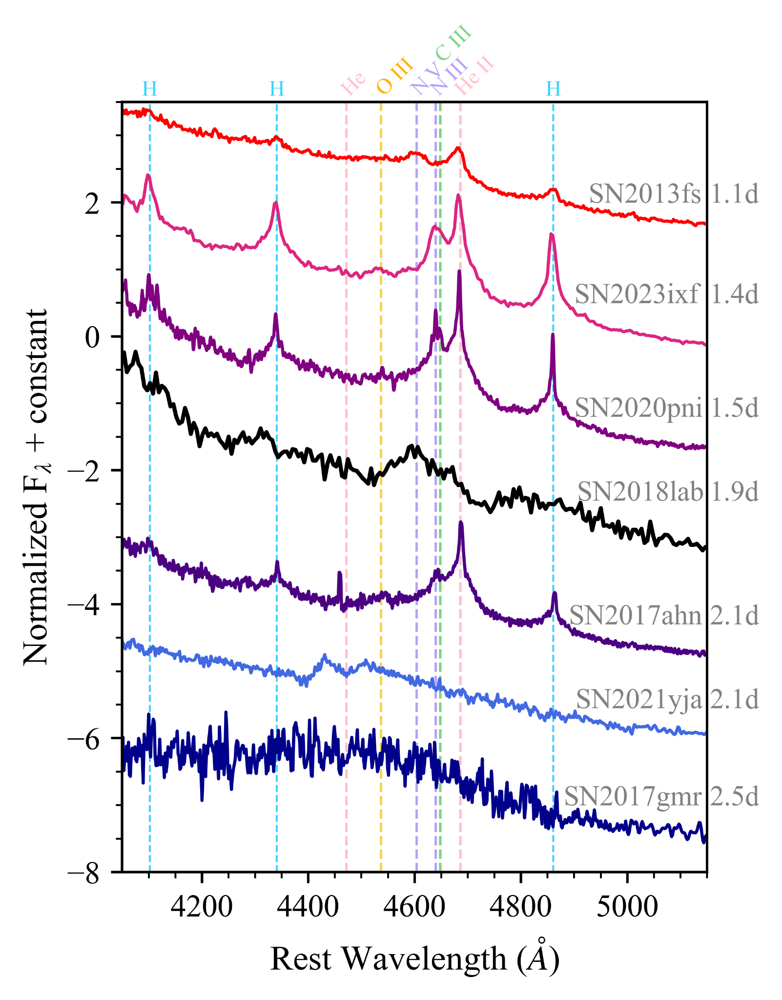 C III
H
H
He
O III
N V
N III
He II
H
SN2013fs 1.1d
2
SN2023ixf 1.4d
0
SN2020pni 1.5d
−2
SN2018lab 1.9d
−4
SN2017ahn 2.1d
SN2021yja 2.1d
−6
SN2017gmr 2.5d
−8
Normalized Fλ + constant
4200 4400 4600 4800 5000
Rest Wavelength (Å)